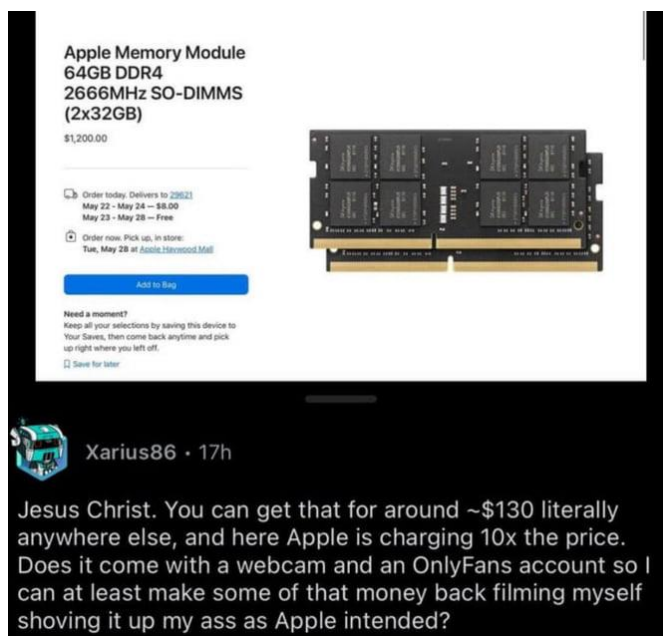 Apple Memory Module
64GB DDR4
2666MHz SO-DIMMS
(2x32GB)
$1,200.00
Order today. Delivers to 29621
May 22 - May 24 — $8.00
May 23 - May 28 — Free
Order now. Pick up, in store:
Tue, May 28 at Apple Haywood Mall
Add to Bag
Need a moment?
Keep all your selections by saving this device to
Your Saves, then come back anytime and pick
up right where you left off.
Save for later
Xarius86 • 17h
Jesus Christ. You can get that for around ~$130 literally
anywhere else, and here Apple is charging 10x the price.
Does it come with a webcam and an OnlyFans account so I
can at least make some of that money back filming myself
shoving it up my ass as Apple intended?